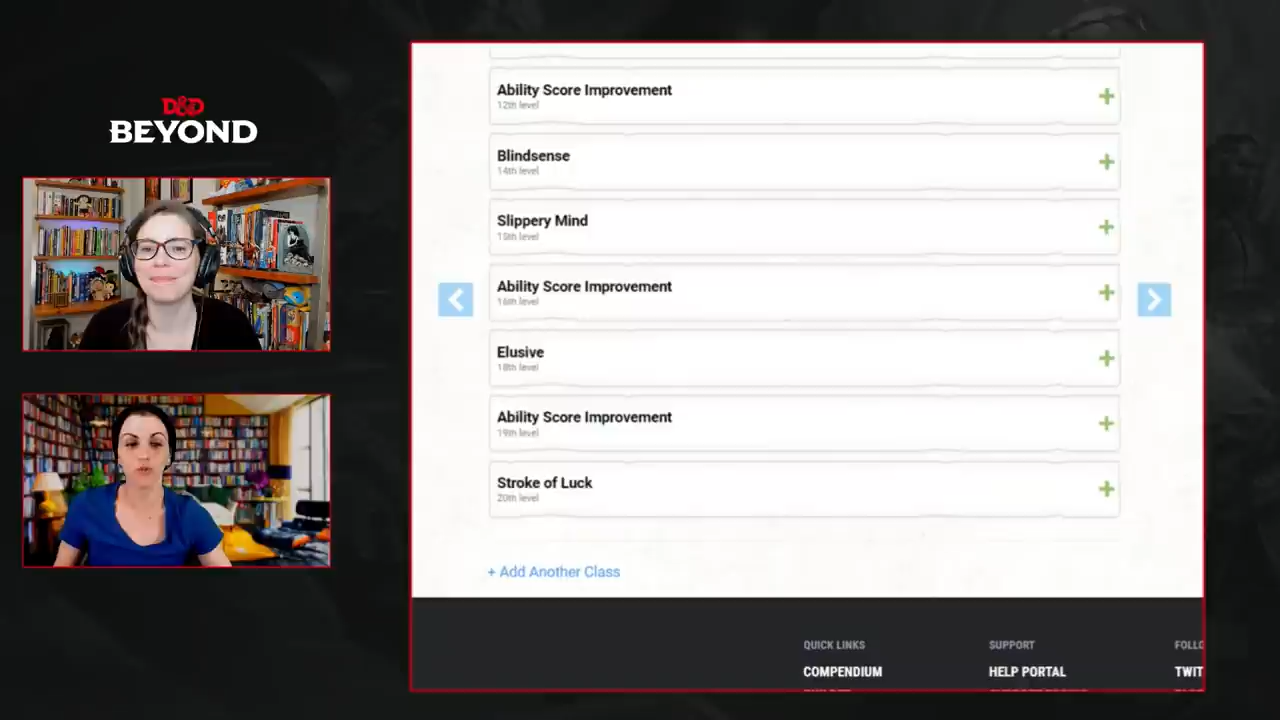 D&D
BEYOND
Ability Score Improvement
12th level
Blindsense
14th level
Slippery Mind
15th level
Ability Score Improvement
16th level
Elusive
18th level
Ability Score Improvement
19th level
Stroke of Luck
20th level
+ Add Another Class
QUICK LINKS
SUPPORT
FOLLO
COMPENDIUM
HELP PORTAL
TWIT